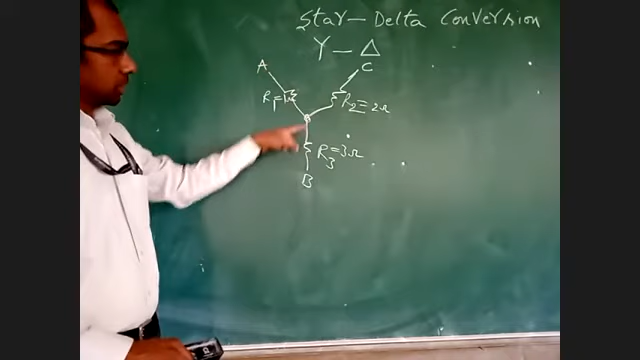 Star-Delta Conversion
Y - Δ
A
C
R1=1Ω
R2=2Ω
R3=3Ω
B